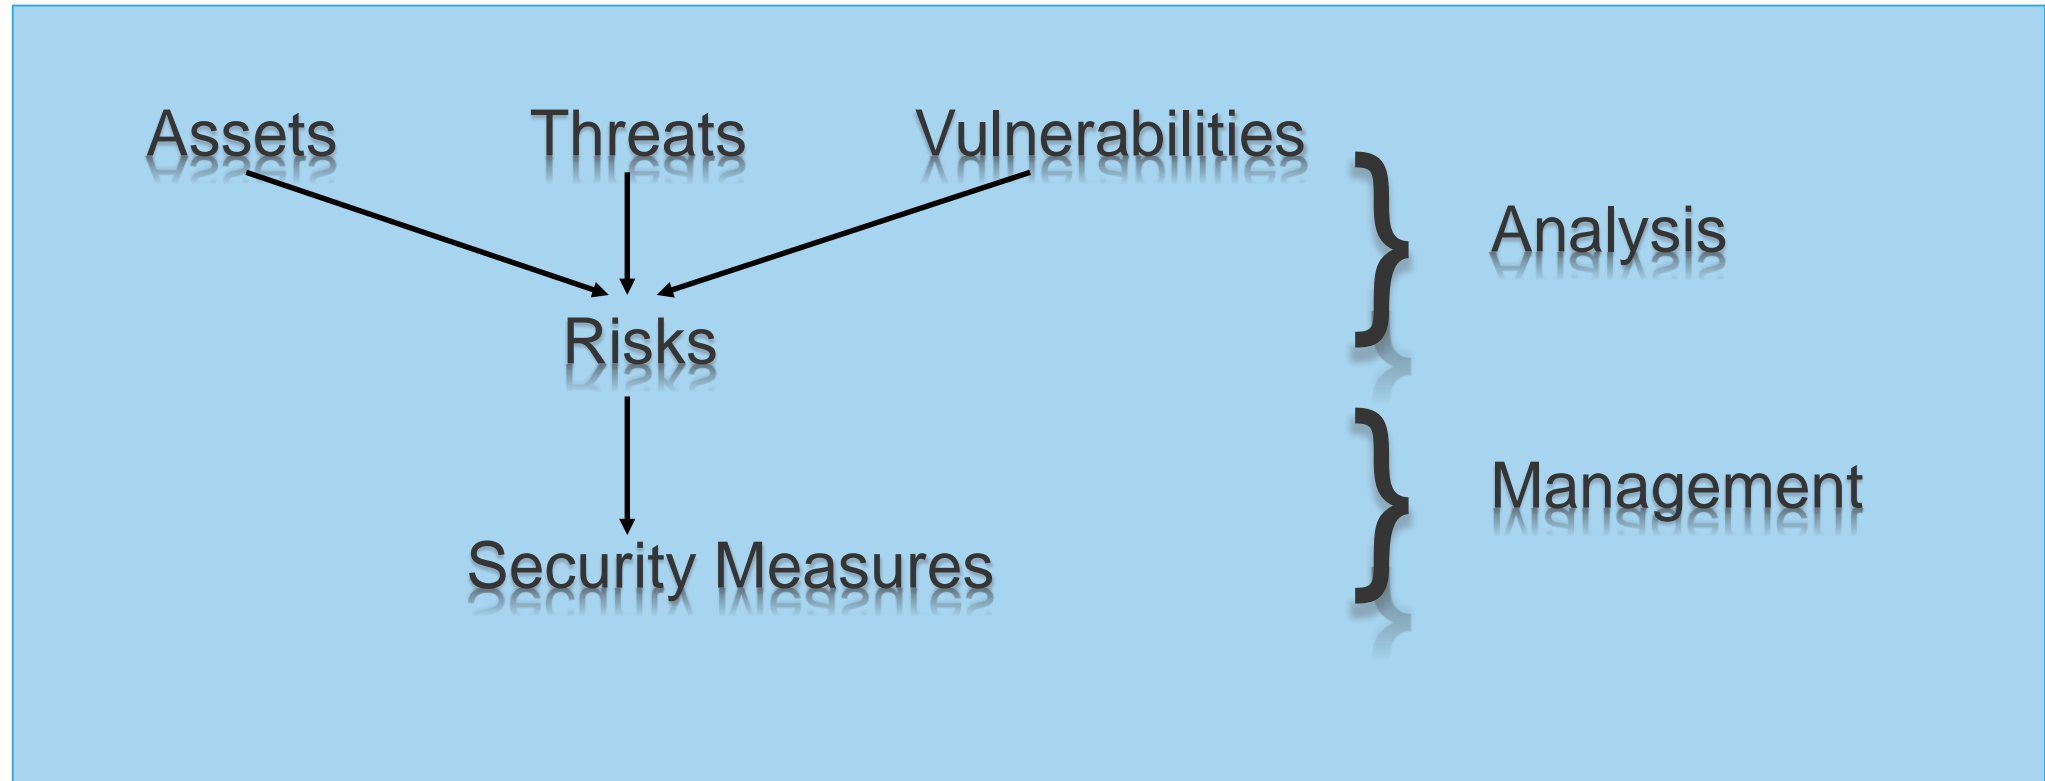 Assets Threats Vulnerabilities
Analysis
Risks
Management
Security Measures